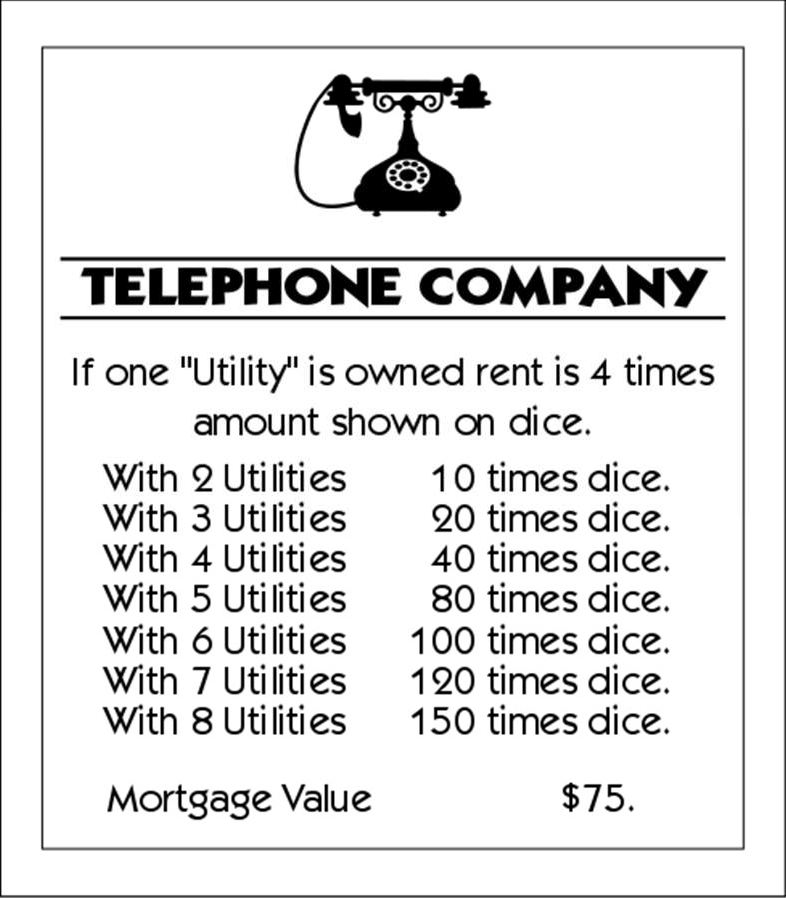 TELEPHONE COMPANY
If one "Utility" is owned rent is 4 times
amount shown on dice.
With 2 Utilities 10 times dice.
With 3 Utilities 20 times dice.
With 4 Utilities 40 times dice.
With 5 Utilities 80 times dice.
With 6 Utilities 100 times dice.
With 7 Utilities 120 times dice.
With 8 Utilities 150 times dice.
Mortgage Value $75.